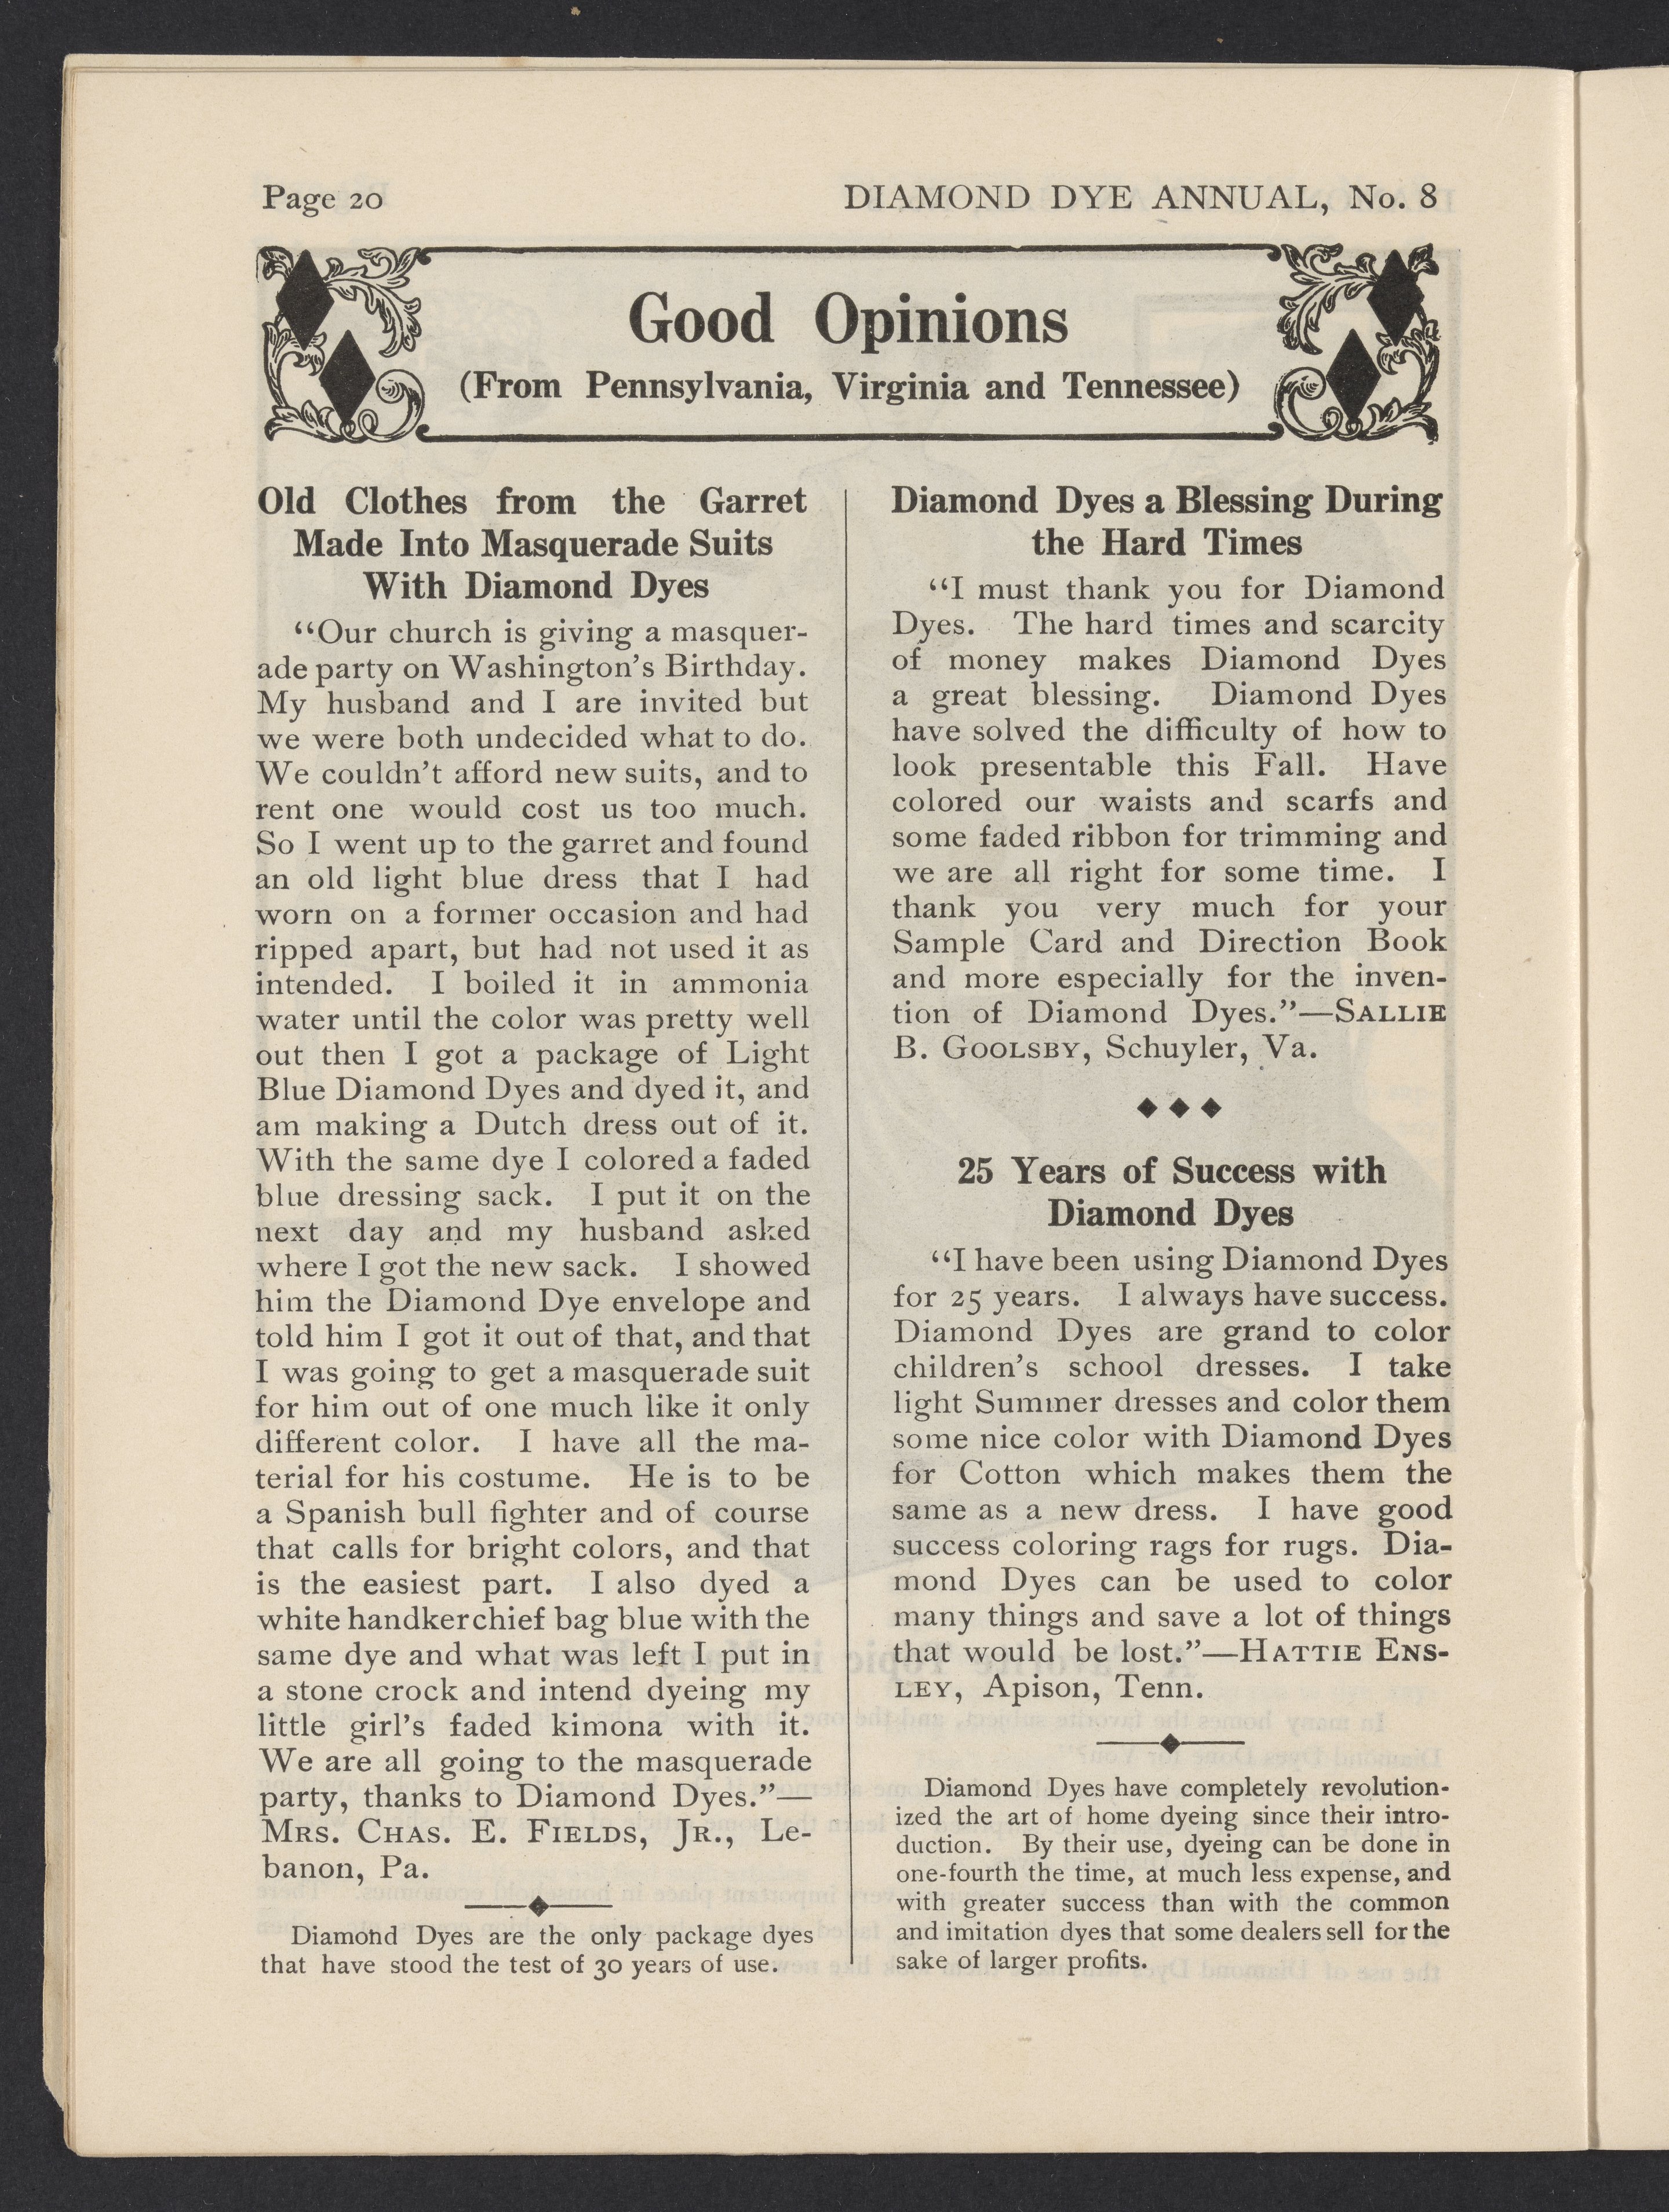 Page 20
DIAMOND DYE ANNUAL, No. 8
Good Opinions
(From Pennsylvania, Virginia and Tennessee)
Old Clothes from the Garret
Made Into Masquerade Suits
With Diamond Dyes
“Our church is giving a masquer-
ade party on Washington’s Birthday.
My husband and I are invited but
we were both undecided what to do.
We couldn’t afford new suits, and to
rent one would cost us too much.
So I went up to the garret and found
an old light blue dress that I had
worn on a former occasion and had
ripped apart, but had not used it as
intended. I boiled it in ammonia
water until the color was pretty well
out then I got a package of Light
Blue Diamond Dyes and dyed it, and
am making a Dutch dress out of it.
With the same dye I colored a faded
blue dressing sack. I put it on the
next day and my husband asked
where I got the new sack. I showed
him the Diamond Dye envelope and
told him I got it out of that, and that
I was going to get a masquerade suit
for him out of one much like it only
different color. I have all the ma-
terial for his costume. He is to be
a Spanish bull fighter and of course
that calls for bright colors, and that
is the easiest part. I also dyed a
white handkerchief bag blue with the
same dye and what was left I put in
a stone crock and intend dyeing my
little girl’s faded kimona with it.
We are all going to the masquerade
party, thanks to Diamond Dyes.”—
MRS. CHAS. E. FIELDS, JR., Le-
banon, Pa.
Diamond Dyes are the only package dyes
that have stood the test of 30 years of use.
Diamond Dyes a Blessing During
the Hard Times
“I must thank you for Diamond
Dyes. The hard times and scarcity
of money makes Diamond Dyes
a great blessing. Diamond Dyes
have solved the difficulty of how to
look presentable this Fall. Have
colored our waists and scarfs and
some faded ribbon for trimming and
we are all right for some time. I
thank you very much for your
Sample Card and Direction Book
and more especially for the inven-
tion of Diamond Dyes.”—SALLIE
B. GOOLSBY, Schuyler, Va.
25 Years of Success with
Diamond Dyes
“I have been using Diamond Dyes
for 25 years. I always have success.
Diamond Dyes are grand to color
children’s school dresses. I take
light Summer dresses and color them
some nice color with Diamond Dyes
for Cotton which makes them the
same as a new dress. I have good
success coloring rags for rugs. Dia-
mond Dyes can be used to color
many things and save a lot of things
that would be lost.”—HATTIE ENS-
LEY, Apison, Tenn.
Diamond Dyes have completely revolution-
ized the art of home dyeing since their intro-
duction. By their use, dyeing can be done in
one-fourth the time, at much less expense, and
with greater success than with the common
and imitation dyes that some dealers sell for the
sake of larger profits.